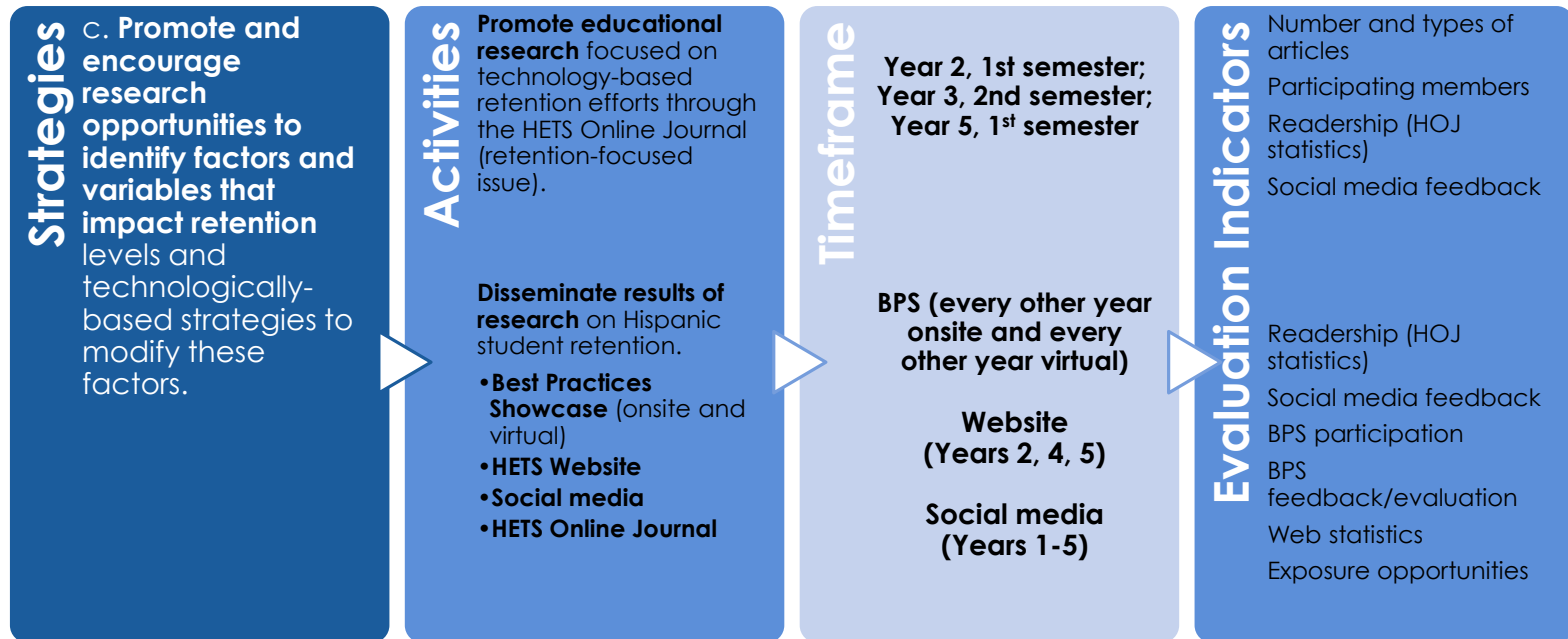 Strategies
c. Promote and
encourage
research
opportunities to
identify factors and
variables that
impact retention
levels and
technologically-
based strategies to
modify these
factors.
Activities
Promote educational
research focused on
technology-based
retention efforts through
the HETS Online Journal
(retention-focused
issue).
Disseminate results of
research on Hispanic
student retention.
•Best Practices
Showcase (onsite and
virtual)
•HETS Website
•Social media
•HETS Online Journal
Timeframe
Year 2, 1st semester;
Year 3, 2nd semester;
Year 5, 1st semester
BPS (every other year
onsite and every
other year virtual)
Website
(Years 2, 4, 5)
Social media
(Years 1-5)
Evaluation Indicators
Number and types of
articles
Participating members
Readership (HOJ
statistics)
Social media feedback
Readership (HOJ
statistics)
Social media feedback
BPS participation
BPS
feedback/evaluation
Web statistics
Exposure opportunities